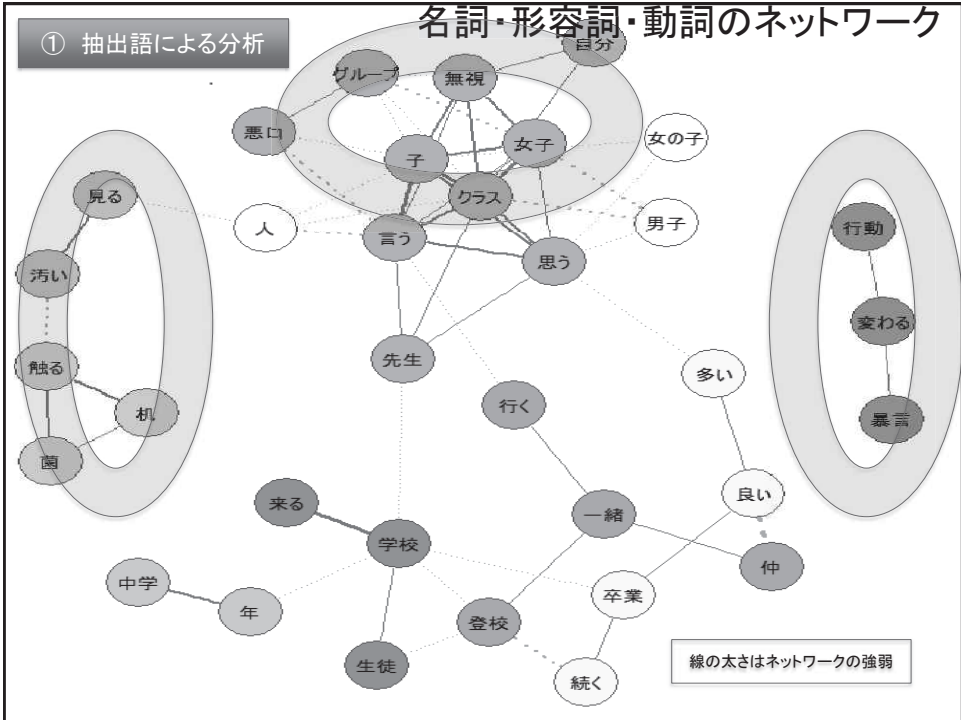 名詞・形容詞・動詞のネットワーク
① 抽出語による分析
自分
グループ
無視
悪口
女子
女の子
子
見る
クラス
人
男子
行動
言う
思う
汚い
変わる
先生
触る
多い
行く
机
暴言
菌
良い
来る
一緒
学校
仲
中学
卒業
年
登校
生徒
線の太さはネットワークの強弱
続く